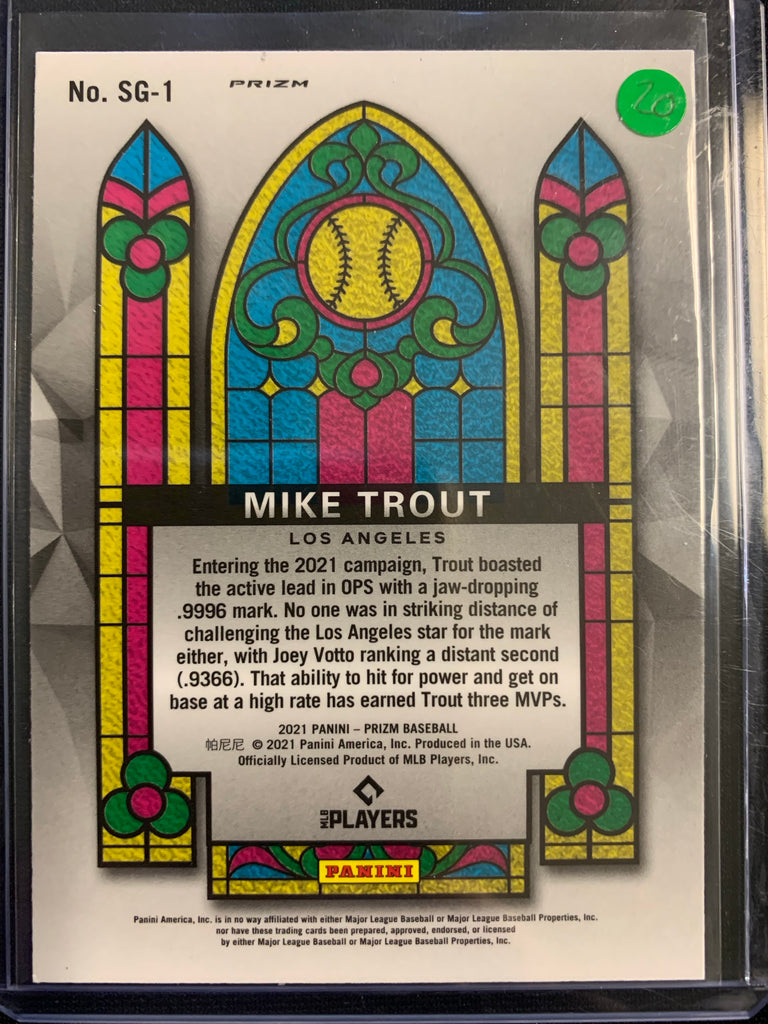 No. SG-1
PRIZM
20
MIKE TROUT
LOS ANGELES
Entering the 2021 campaign, Trout boasted
the active lead in OPS with a jaw-dropping
.9996 mark. No one was in striking distance of
challenging the Los Angeles star for the mark
either, with Joey Votto ranking a distant second
(.9366). That ability to hit for power and get on
base at a high rate has earned Trout three MVPs.
2021 PANINI – PRIZM BASEBALL
帕尼尼 © 2021 Panini America, Inc. Produced in the USA.
Officially Licensed Product of MLB Players, Inc.
MLB PLAYERS
PANINI
Panini America, Inc. is in no way affiliated with either Major League Baseball or Major League Baseball Properties, Inc.
nor have these trading cards been prepared, approved, endorsed, or licensed
by either Major League Baseball or Major League Baseball Properties, Inc.